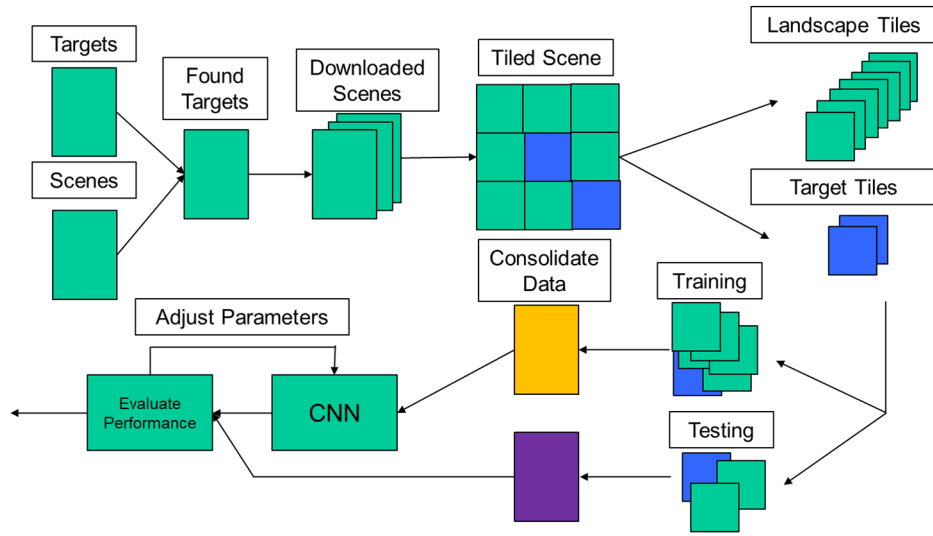 Targets
Found
Targets
Downloaded
Scenes
Tiled Scene
Landscape Tiles
Scenes
Target Tiles
Consolidate
Data
Training
Adjust Parameters
Evaluate
Performance
CNN
Testing